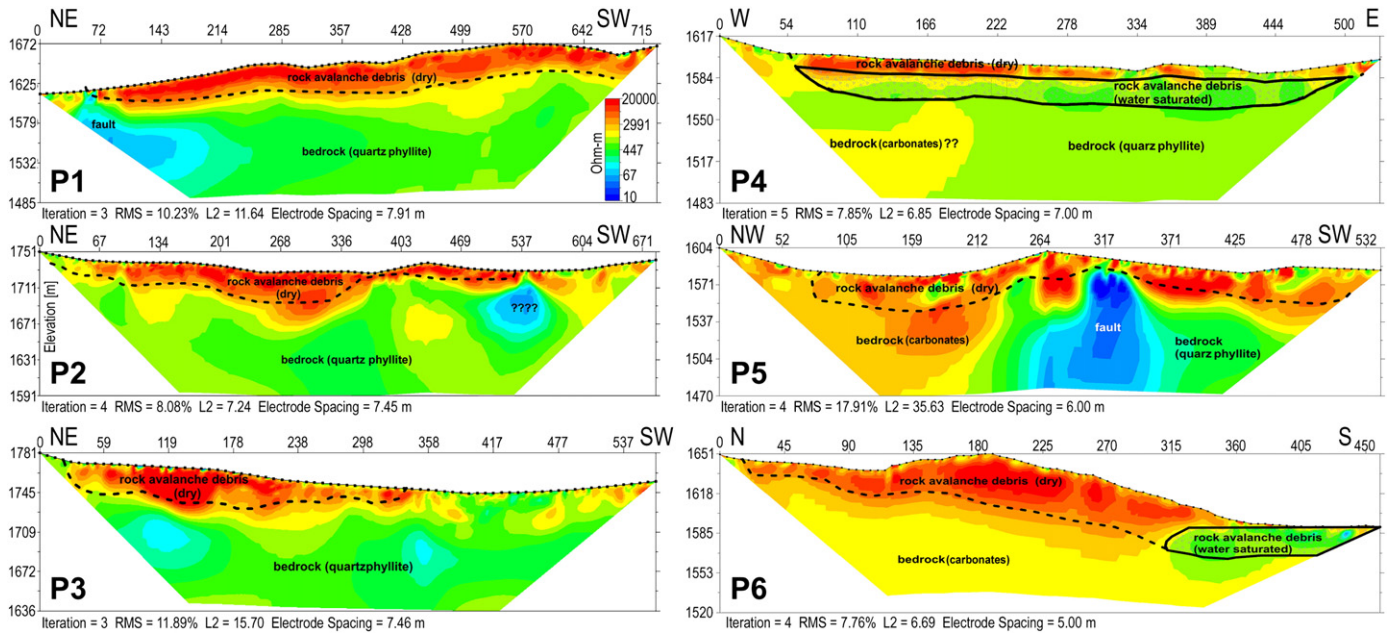 NE SW
0 72 143 214 285 357 428 499 570 642 715
1672
1625
1579
1532
1485
rock avalanche debris (dry)
fault
bedrock (quartz phyllite)
20000
2991
447
67
10
Ohm-m
P1
Iteration = 3 RMS = 10.23% L2 = 11.64 Electrode Spacing = 7.91 m
NE SW
0 67 134 201 268 336 403 469 537 604 671
1751
1711
1671
1631
1591
Elevation [m]
rock avalanche debris
(dry)
????
bedrock (quartz phyllite)
P2
Iteration = 4 RMS = 8.08% L2 = 7.24 Electrode Spacing = 7.45 m
NE SW
0 59 119 178 238 298 358 417 477 537
1781
1745
1709
1672
1636
rock avalanche debris
(dry)
bedrock (quartzphyllite)
P3
Iteration = 3 RMS = 11.89% L2 = 15.70 Electrode Spacing = 7.46 m
W E
0 54 110 166 222 278 334 389 444 500
1617
1584
1550
1517
1483
rock avalanche debris (dry)
rock avalanche debris
(water saturated)
bedrock (carbonates) ??
bedrock (quarz phyllite)
P4
Iteration = 5 RMS = 7.85% L2 = 6.85 Electrode Spacing = 7.00 m
NW SW
0 52 105 159 212 264 317 371 425 478 532
1604
1571
1537
1504
1470
rock avalanche debris (dry)
bedrock (carbonates)
fault
bedrock
(quarz phyllite)
P5
Iteration = 4 RMS = 17.91% L2 = 35.63 Electrode Spacing = 6.00 m
N S
0 45 90 135 180 225 270 315 360 405 450
1651
1618
1585
1553
1520
rock avalanche debris (dry)
rock avalanche debris
(water saturated)
bedrock (carbonates)
P6
Iteration = 4 RMS = 7.76% L2 = 6.69 Electrode Spacing = 5.00 m